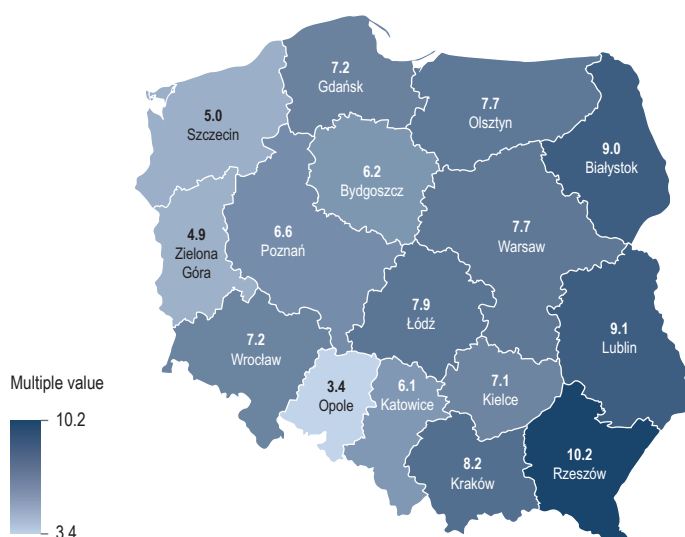 7.2
Gdańsk
7.7
Olsztyn
5.0
Szczecin
9.0
Białystok
6.2
Bydgoszcz
4.9
Zielona
Góra
6.6
Poznań
7.7
Warsaw
7.9
Łódź
9.1
Lublin
7.2
Wrocław
3.4
Opole
6.1
Katowice
7.1
Kielce
8.2
Kraków
10.2
Rzeszów
Multiple value
10.2
3.4